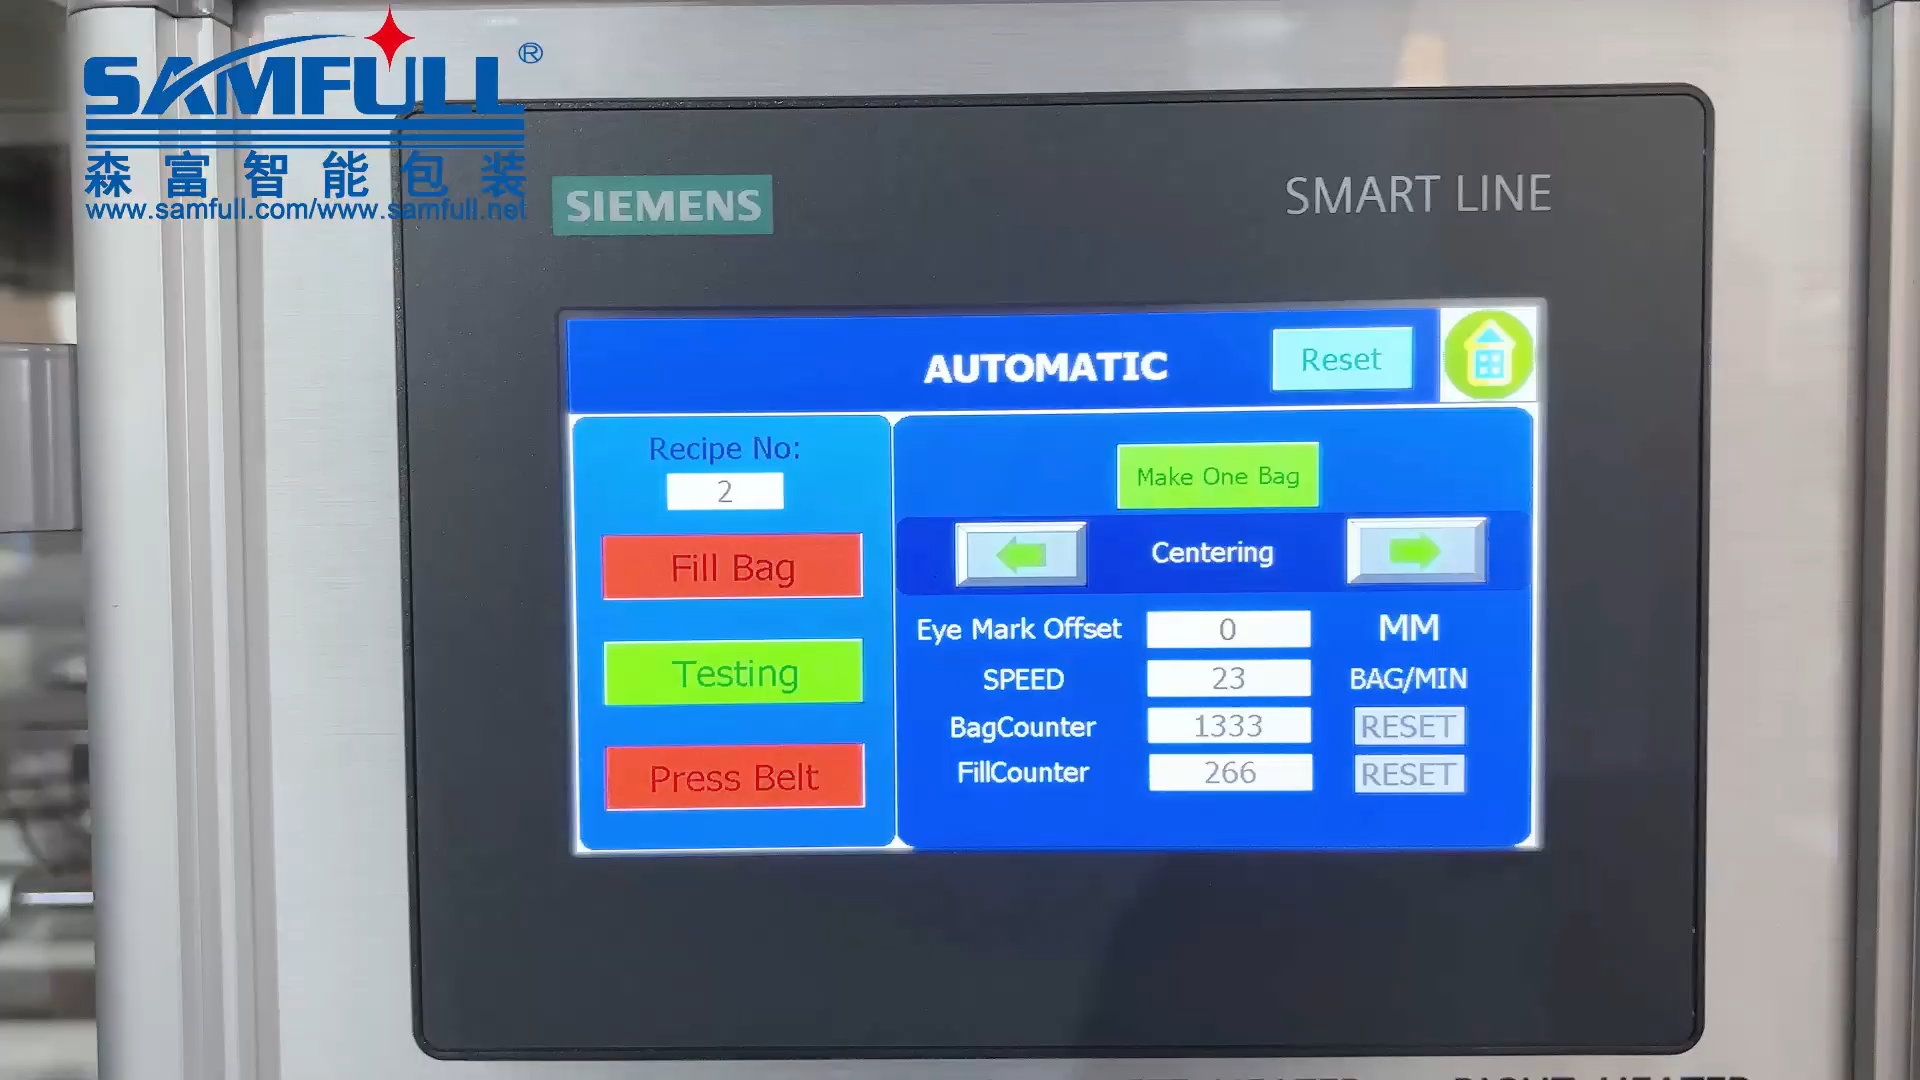 SAMFULL®
森富智能包装
www.samfull.com/www.samfull.net
SIEMENS
SMART LINE
AUTOMATIC
Reset
Recipe No:
2
Fill Bag
Testing
Press Belt
Make One Bag
Centering
Eye Mark Offset 0 MM
SPEED 23 BAG/MIN
BagCounter 1333 RESET
FillCounter 266 RESET